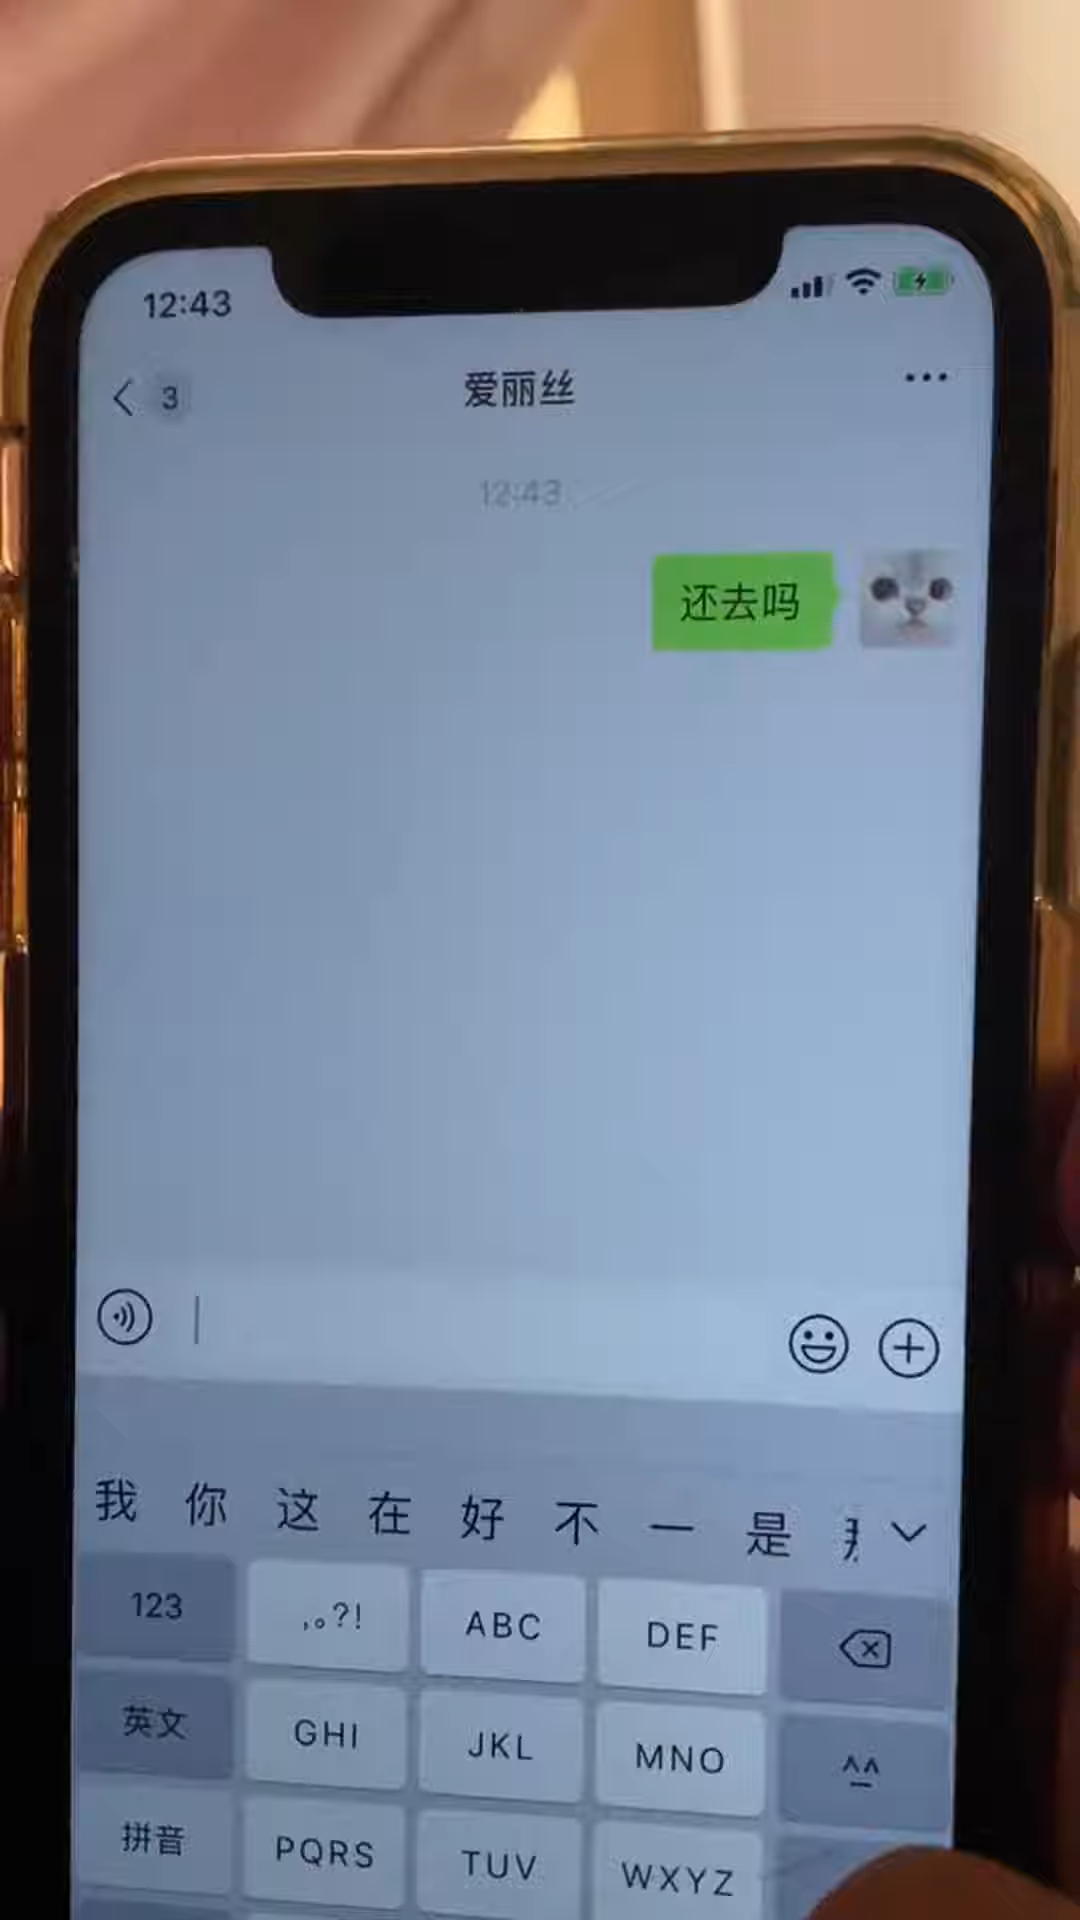 12:43
3
爱丽丝
12:43
还去吗
我 你 这 在 好 不 一 是
123 ,。?! ABC DEF
英文 GHI JKL MNO ^^
拼音 PQRS TUV WXYZ